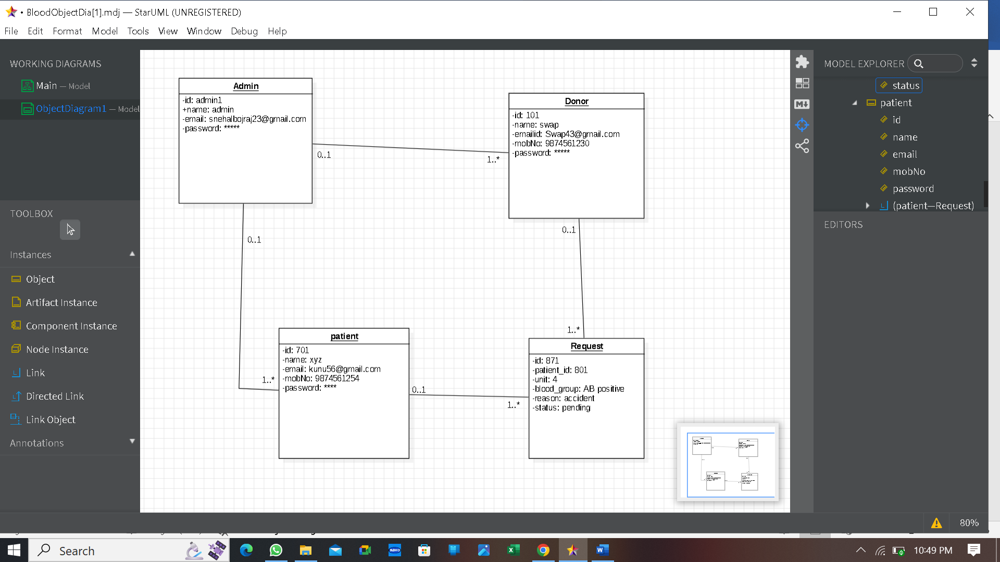 BloodObjectDia[1].mdj — StarUML (UNREGISTERED)
File Edit Format Model Tools View Window Debug Help
WORKING DIAGRAMS
Main — Model
ObjectDiagram1 — Model
TOOLBOX
Instances
Object
Artifact Instance
Component Instance
Node Instance
Link
Directed Link
Link Object
Annotations
Admin
-id: admin1
+name: admin
-email: snehalbojraj23@gmail.com
-password: *****
0..1
1..*
Donor
-id: 101
-name: swap
-emailid: Swap43@gmail.com
-mobNo: 9874561230
-password: *****
0..1
0..1
1..*
patient
-id: 701
-name: xyz
-email: kunu56@gmail.com
-mobNo: 9874561254
-password: ****
1..*
0..1
1..*
Request
-id: 871
-patient_id: 801
-unit: 4
-blood_group: AB positive
-reason: accident
-status: pending
M
MODEL EXPLORER
status
patient
id
name
email
mobNo
password
(patient—Request)
EDITORS
80%
Search
10:49 PM